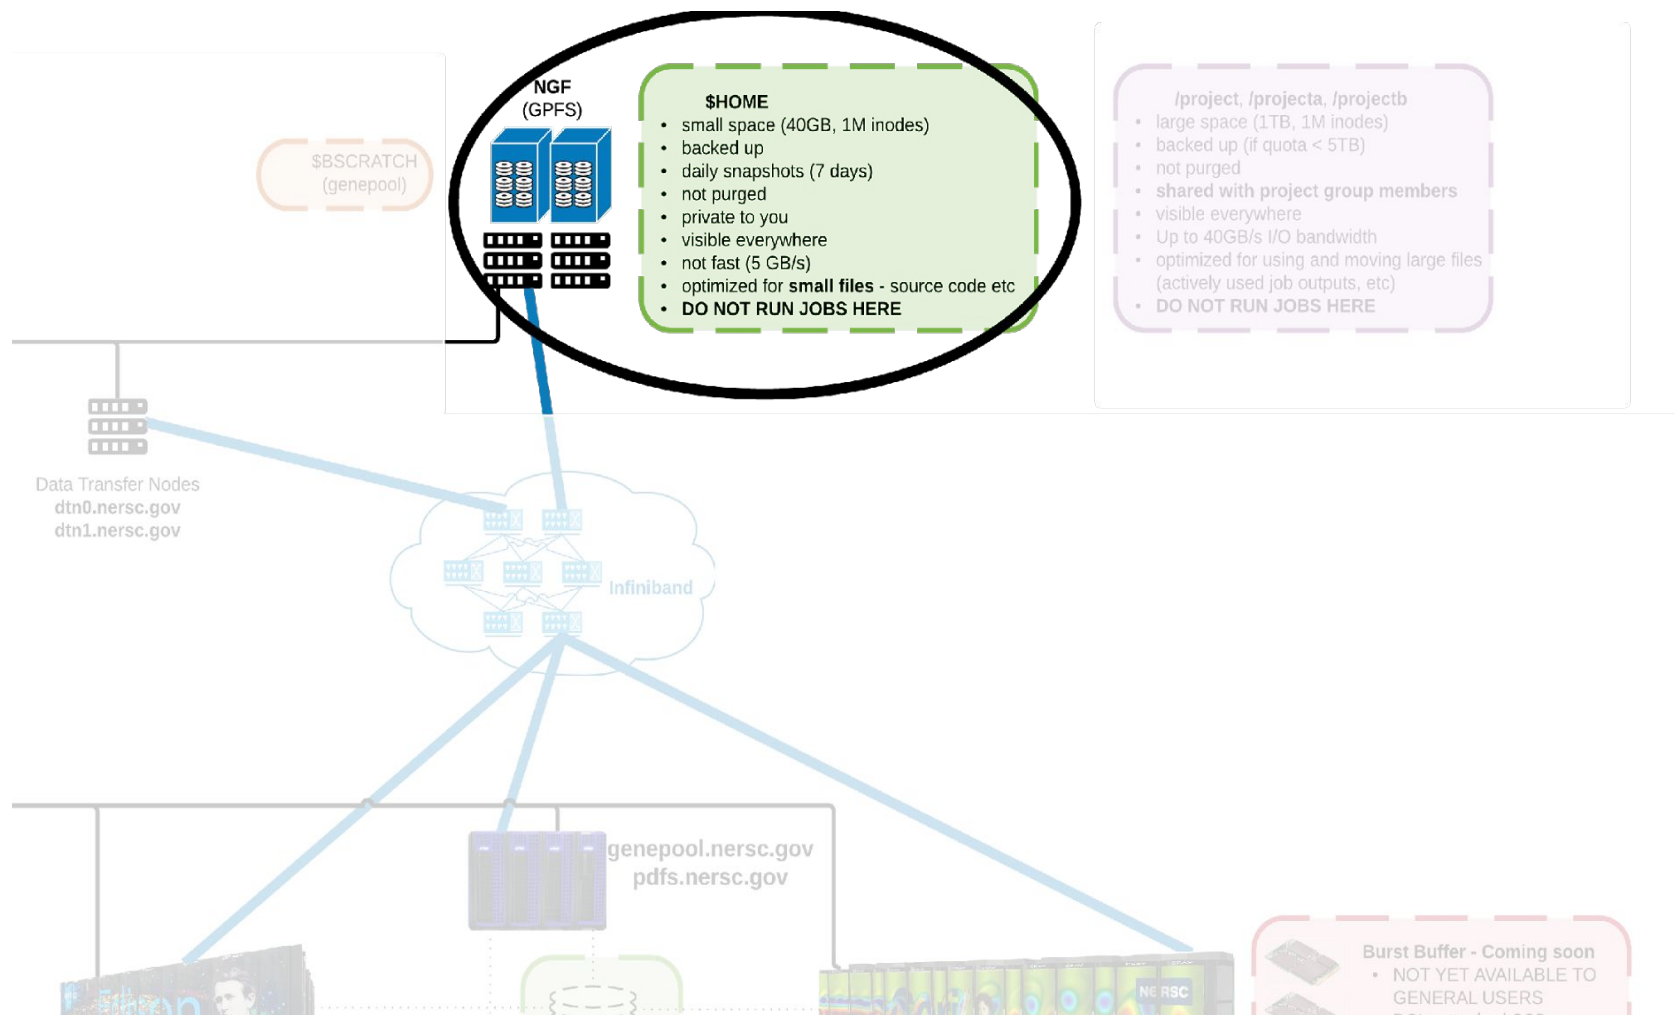 NGF
(GPFS)
$HOME
• small space (40GB, 1M inodes)
• backed up
• daily snapshots (7 days)
• not purged
• private to you
• visible everywhere
• not fast (5 GB/s)
• optimized for small files - source code etc
• DO NOT RUN JOBS HERE
/project, /projecta, /projectb
• large space (1TB, 1M inodes)
• backed up (if quota < 5TB)
• not purged
• shared with project group members
• visible everywhere
• Up to 40GB/s I/O bandwidth
• optimized for using and moving large files
(actively used job outputs, etc)
• DO NOT RUN JOBS HERE
$BSCRATCH
(genepool)
Data Transfer Nodes
dtn0.nersc.gov
dtn1.nersc.gov
Infiniband
genepool.nersc.gov
pdfs.nersc.gov
NERSC
Burst Buffer - Coming soon
• NOT YET AVAILABLE TO
GENERAL USERS